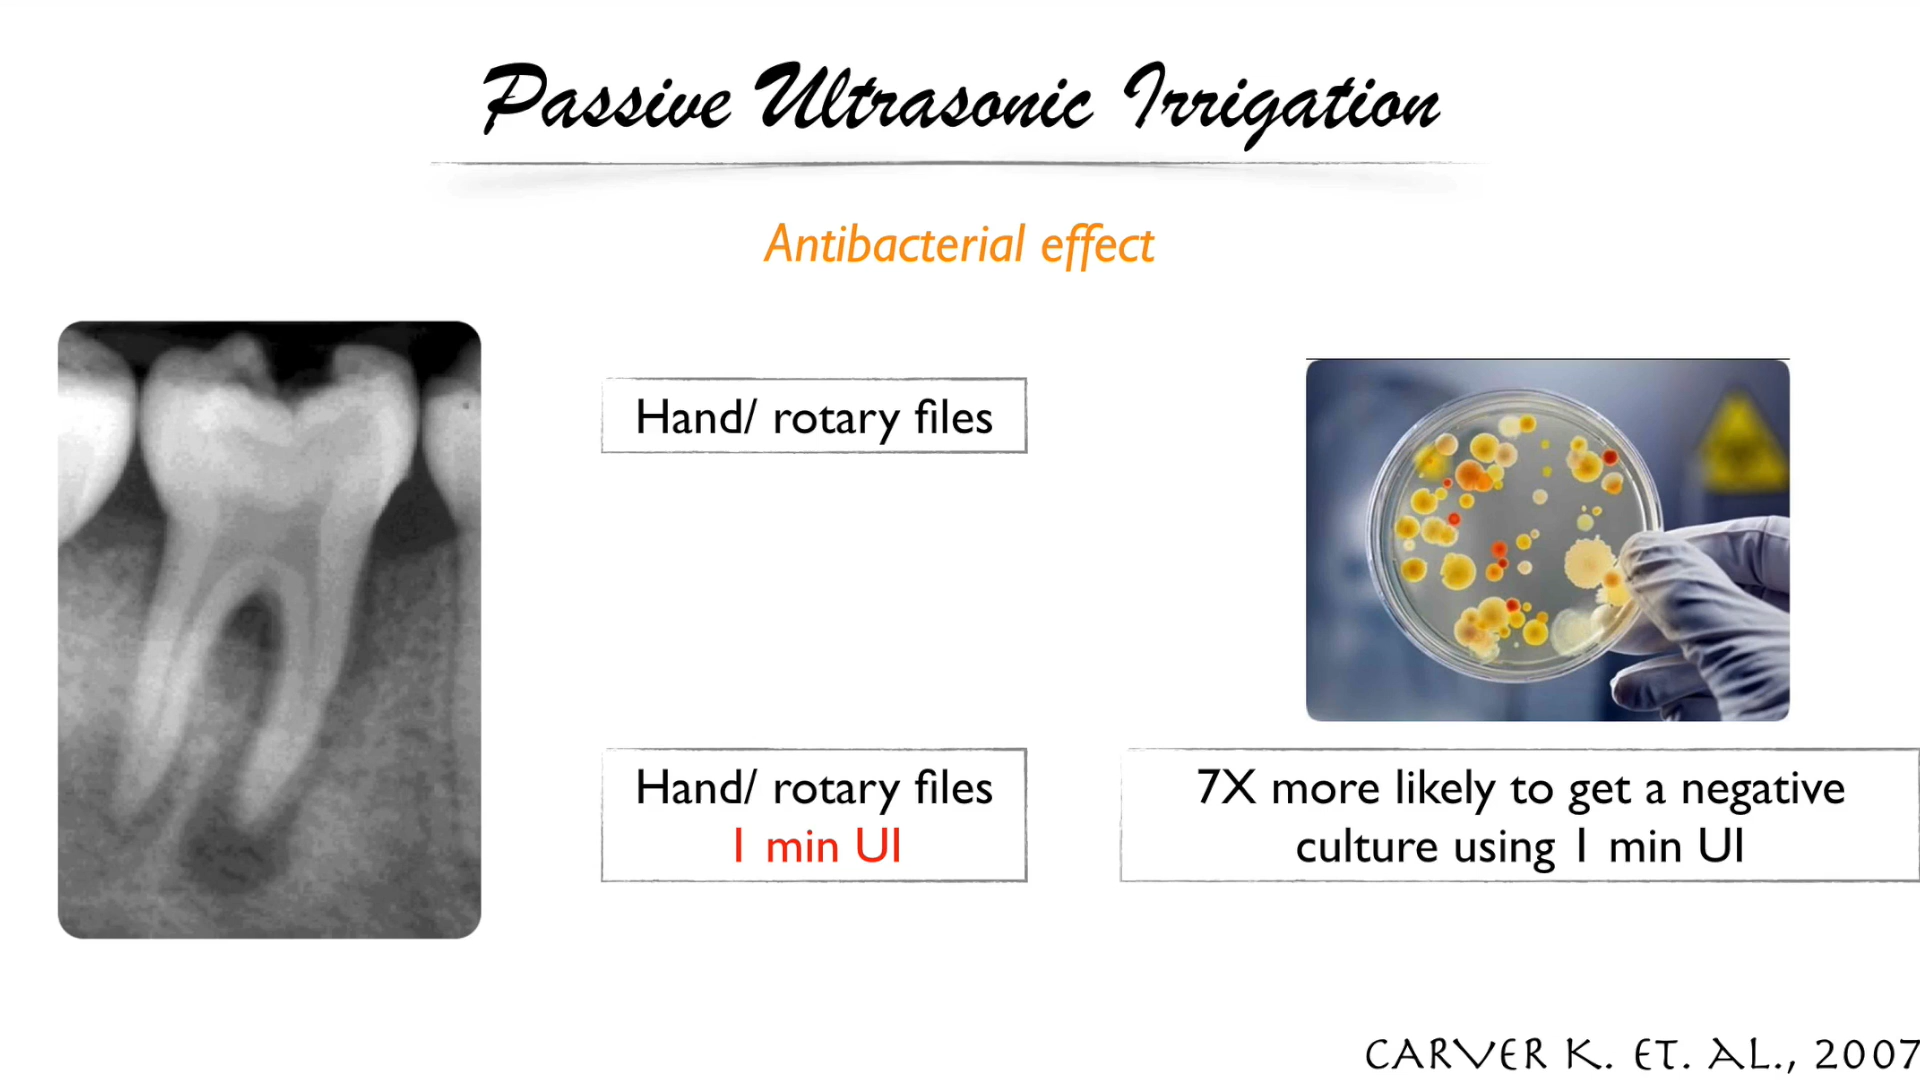 Passive Ultrasonic Irrigation
Antibacterial effect
Hand/ rotary files
Hand/ rotary files
1 min UI
7X more likely to get a negative
culture using 1 min UI
CARVER K. ET. AL., 2007